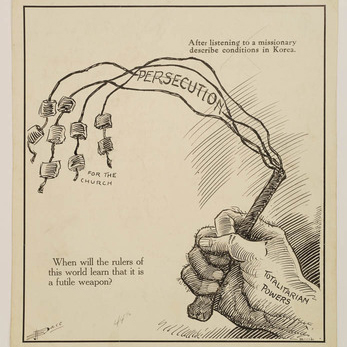 After listening to a missionary
describe conditions in Korea.
PERSECUTION
FOR THE
CHURCH
When will the rulers of
this world learn that it is
a futile weapon?
TOTALITARIAN
POWERS